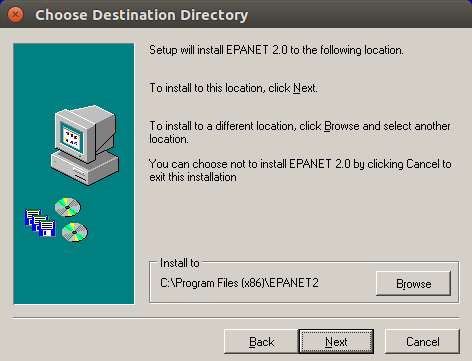 Choose Destination Directory
Setup will install EPANET 2.0 to the following location.
To install to this location, click Next.
To install to a different location, click Browse and select another
location.
You can choose not to install EPANET 2.0 by clicking Cancel to
exit this installation
Install to
C:\Program Files (x86)\EPANET2
Browse
Back
Next
Cancel